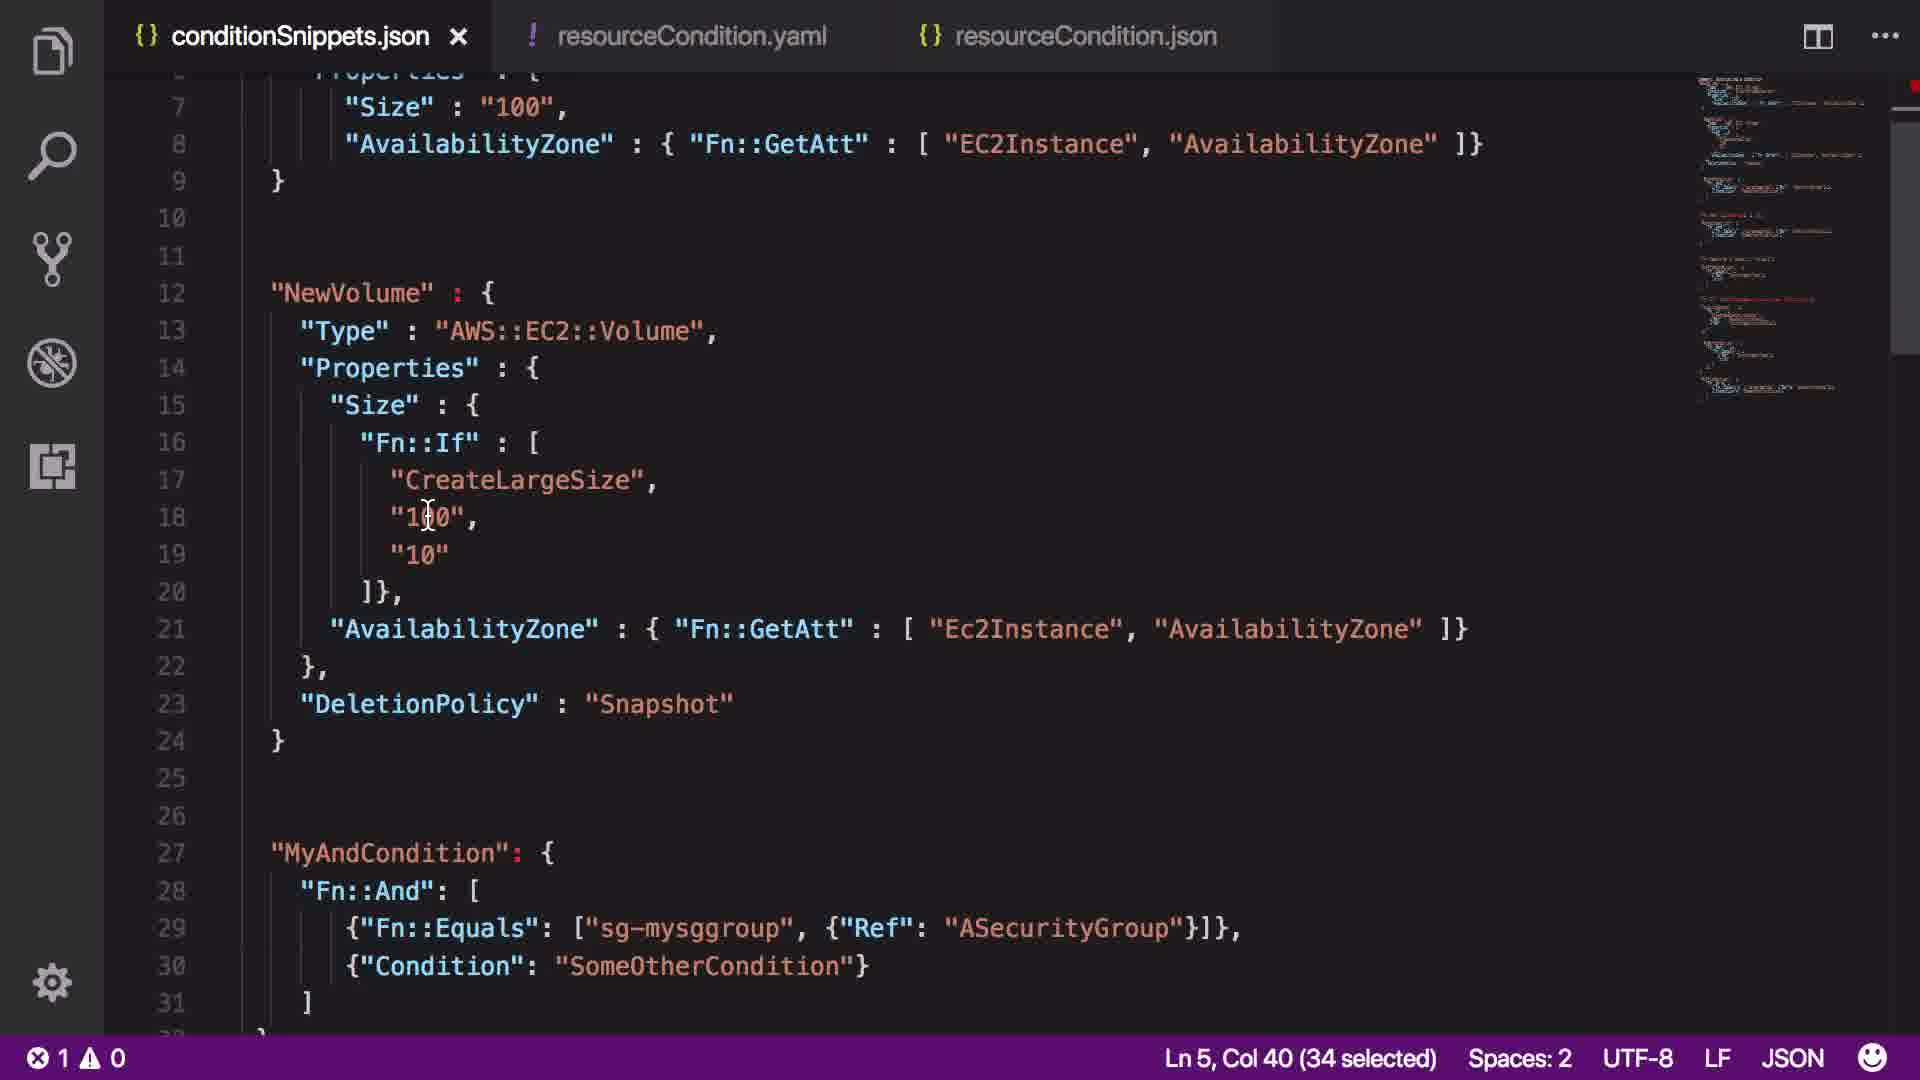 {} conditionSnippets.json × ! resourceCondition.yaml {} resourceCondition.json
"Properties" : {
7 "Size" : "100",
8 "AvailabilityZone" : { "Fn::GetAtt" : [ "EC2Instance", "AvailabilityZone" ]}
9 }
10
11
12 "NewVolume" : {
13 "Type" : "AWS::EC2::Volume",
14 "Properties" : {
15 "Size" : {
16 "Fn::If" : [
17 "CreateLargeSize",
18 "100",
19 "10"
20 ]},
21 "AvailabilityZone" : { "Fn::GetAtt" : [ "Ec2Instance", "AvailabilityZone" ]}
22 },
23 "DeletionPolicy" : "Snapshot"
24 }
25
26
27 "MyAndCondition": {
28 "Fn::And": [
29 {"Fn::Equals": ["sg-mysggroup", {"Ref": "ASecurityGroup"}]},
30 {"Condition": "SomeOtherCondition"}
31 ]
1 0 Ln 5, Col 40 (34 selected) Spaces: 2 UTF-8 LF JSON